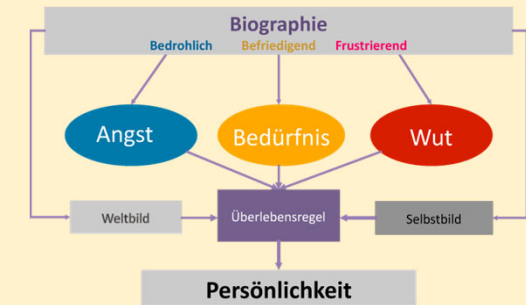 Biographie
Bedrohlich Befriedigend Frustrierend
Angst Bedürfnis Wut
Weltbild Überlebensregel Selbstbild
Persönlichkeit